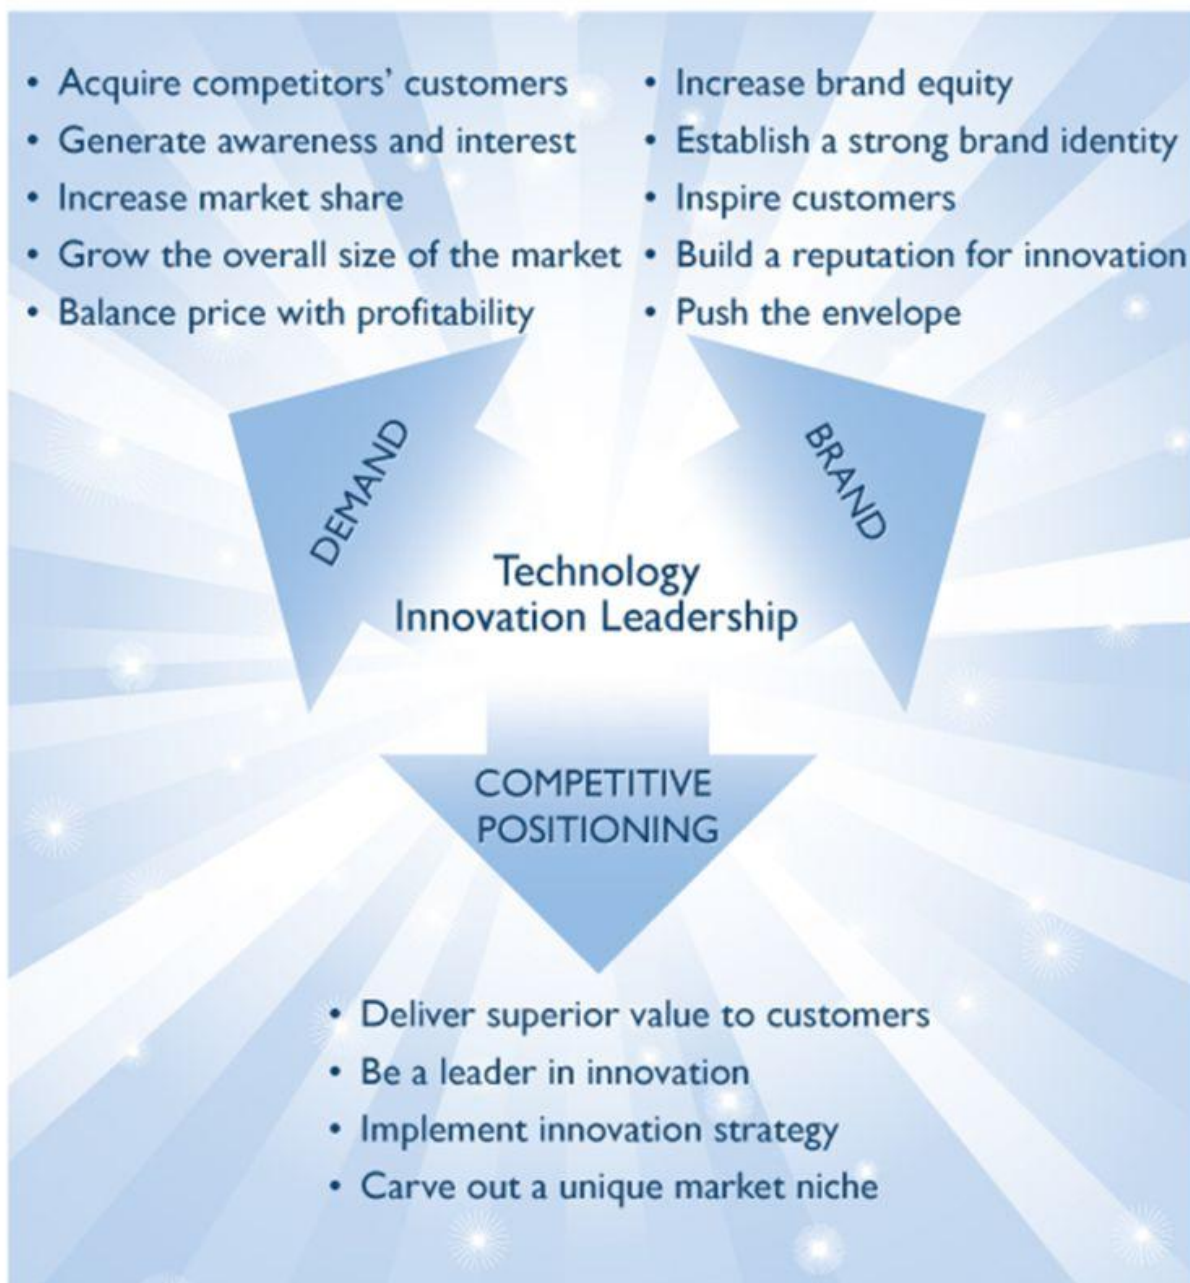 • Acquire competitors’ customers
• Generate awareness and interest
• Increase market share
• Grow the overall size of the market
• Balance price with profitability
• Increase brand equity
• Establish a strong brand identity
• Inspire customers
• Build a reputation for innovation
• Push the envelope
DEMAND
BRAND
Technology
Innovation Leadership
COMPETITIVE
POSITIONING
• Deliver superior value to customers
• Be a leader in innovation
• Implement innovation strategy
• Carve out a unique market niche